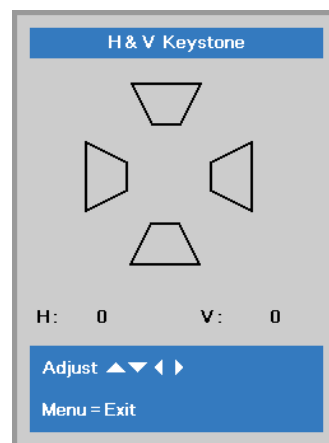 H & V Keystone
H: 0 V: 0
Adjust ▲▼◀▶
Menu = Exit